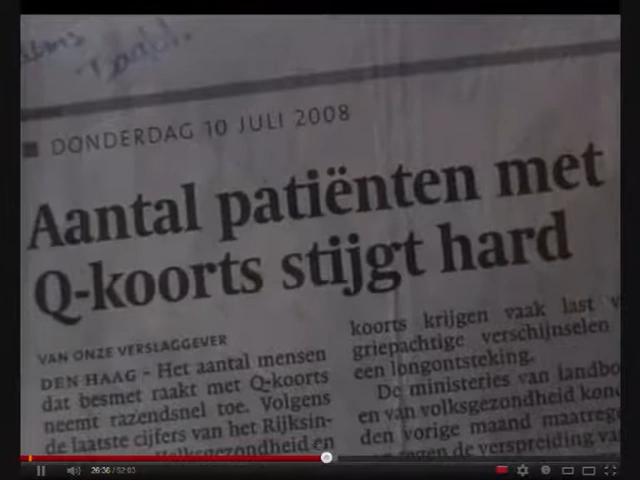 DONDERDAG 10 JULI 2008
Aantal patiënten met
Q-koorts stijgt hard
VAN ONZE VERSLAGGEVER
DEN HAAG – Het aantal mensen
dat besmet raakt met Q-koorts
neemt razendsnel toe. Volgens
de laatste cijfers van het Rijksin-
en
koorts krijgen vaak last
griepachtige verschijnselen
een longontsteking.
De ministeries van
en van volksgezondheid
den vorige maand
tegen de verspreiding
26:36 / 52:03